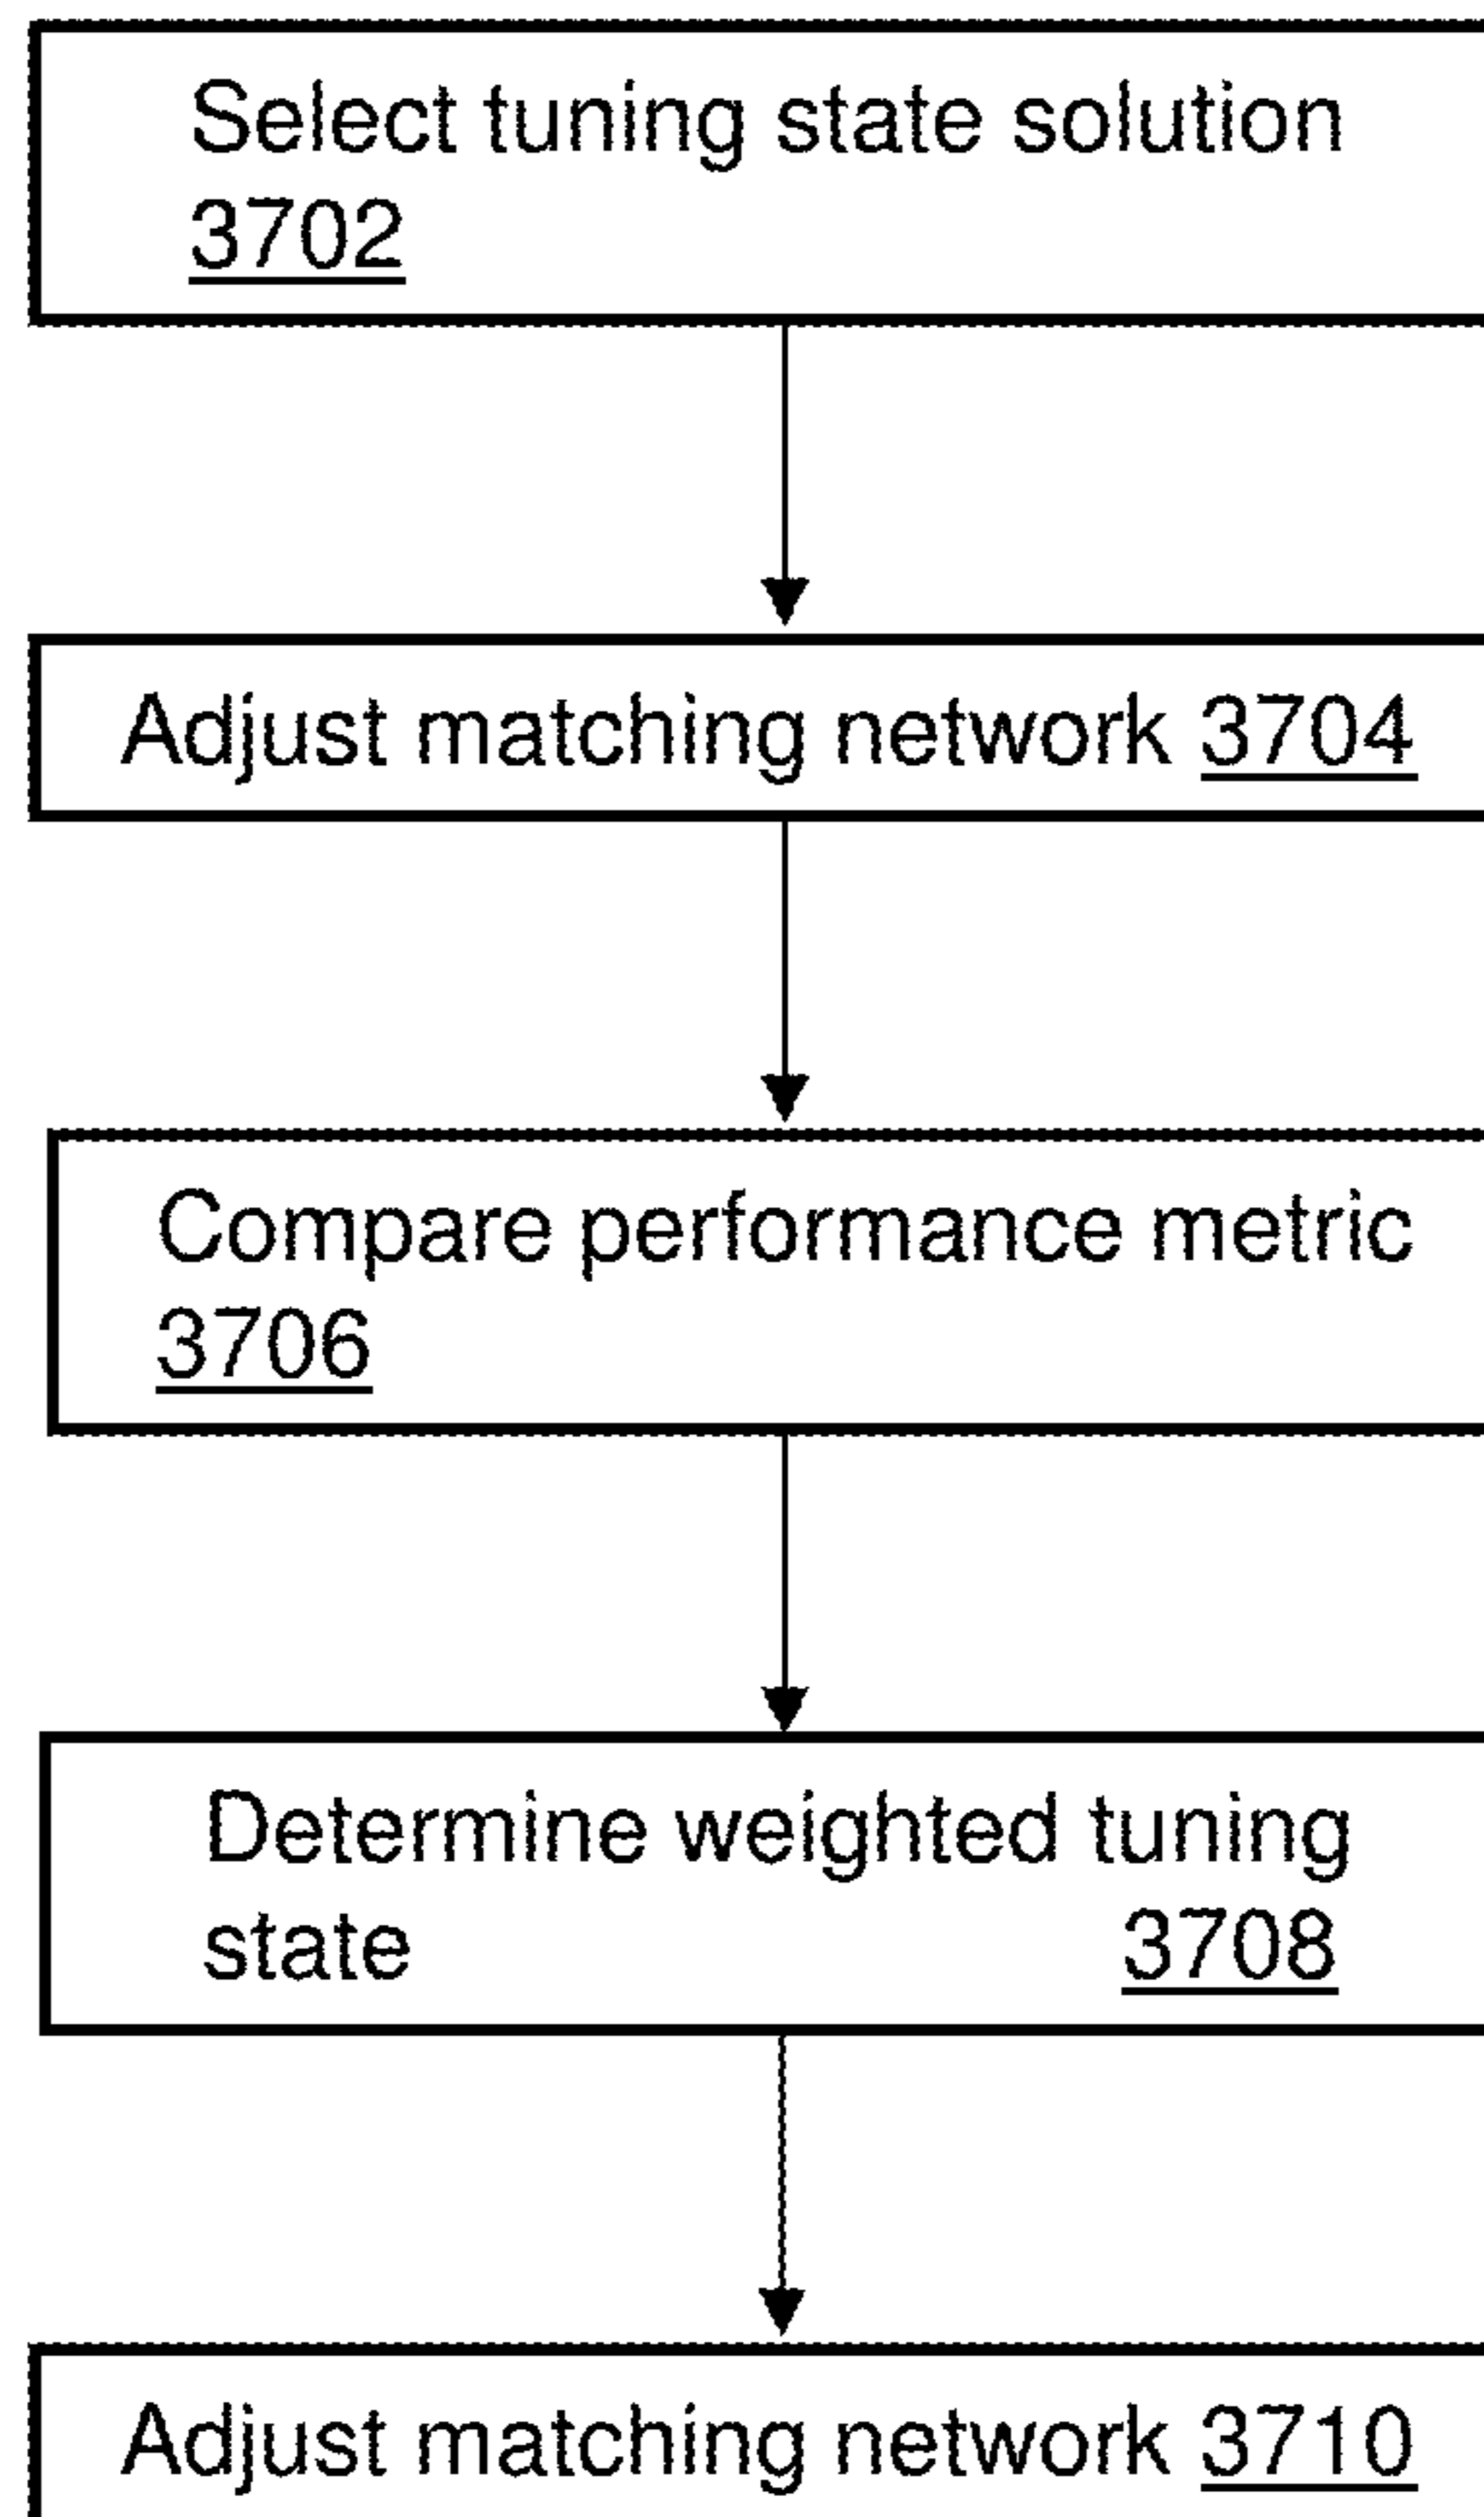 Select tuning state solution
3702
Adjust matching network 3704
Compare performance metric
3706
Determine weighted tuning
state 3708
Adjust matching network 3710